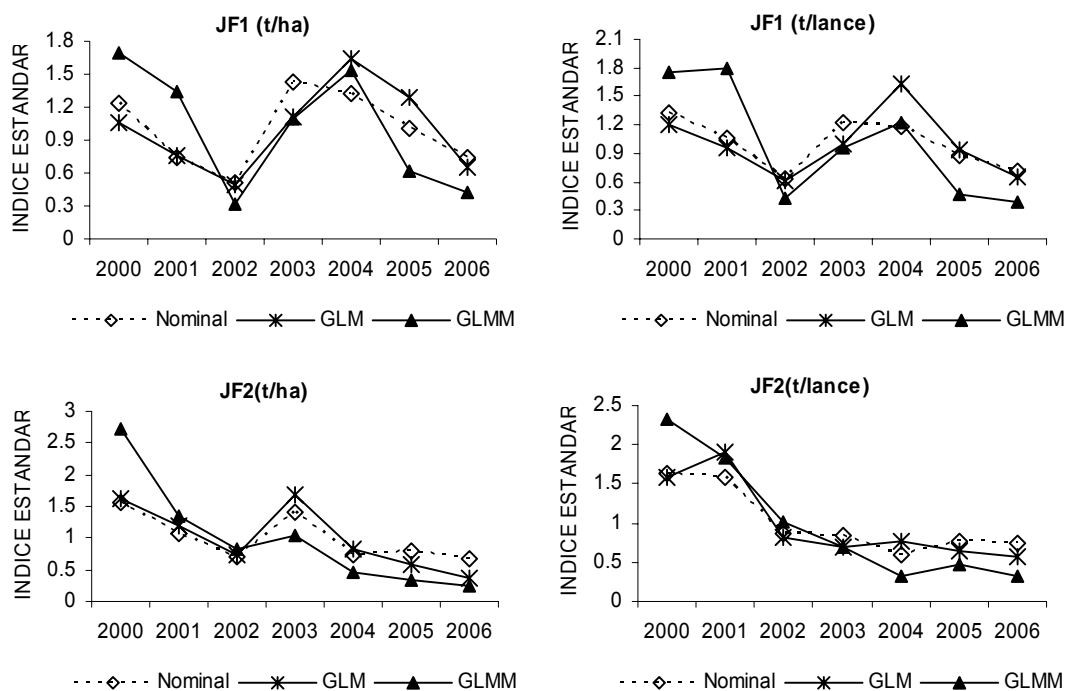 JF1 (t/ha)
INDICE ESTANDAR
1.8
1.5
1.2
0.9
0.6
0.3
0
2000 2001 2002 2003 2004 2005 2006
Nominal GLM GLMM
JF1 (t/lance)
INDICE ESTANDAR
2.1
1.8
1.5
1.2
0.9
0.6
0.3
0
2000 2001 2002 2003 2004 2005 2006
Nominal GLM GLMM
JF2(t/ha)
INDICE ESTANDAR
3
2.5
2
1.5
1
0.5
0
2000 2001 2002 2003 2004 2005 2006
Nominal GLM GLMM
JF2(t/lance)
INDICE ESTANDAR
2.5
2
1.5
1
0.5
0
2000 2001 2002 2003 2004 2005 2006
Nominal GLM GLMM